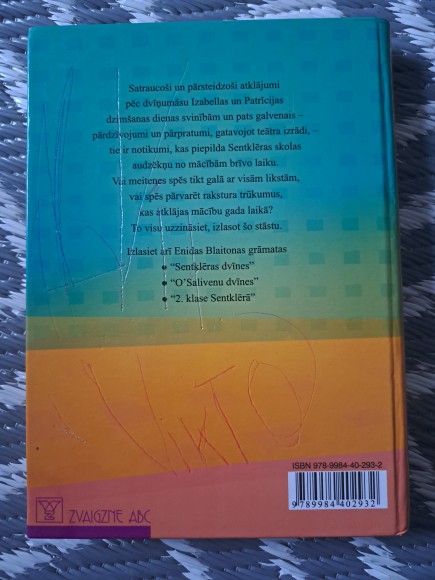 Satraucoši un pārsteidzoši atklājumi
pēc dvīņumāsu Izabellas un Patrīcijas
dzimšanas dienas svinībām un pats galvenais –
pārdzīvojumi un pārpratumi, gatavojot teātra izrādi, –
tie ir notikumi, kas piepilda Sentklēras skolas
audzēkņu no mācībām brīvo laiku.
Vai meitenes spēs tikt galā ar visām likstām,
vai spēs pārvarēt rakstura trūkumus,
kas atklājas mācību gada laikā?
To visu uzzināsiet, izlasot šo stāstu.
Izlasiet arī Enidas Blaitonas grāmatas
• “Sentklēras dvīnes”
• “O’Salivenu dvīnes”
• “2. klase Sentklērā”
VIKTO
ISBN 978-9984-40-293-2
9789984402932
ZVAIGZNE ABC